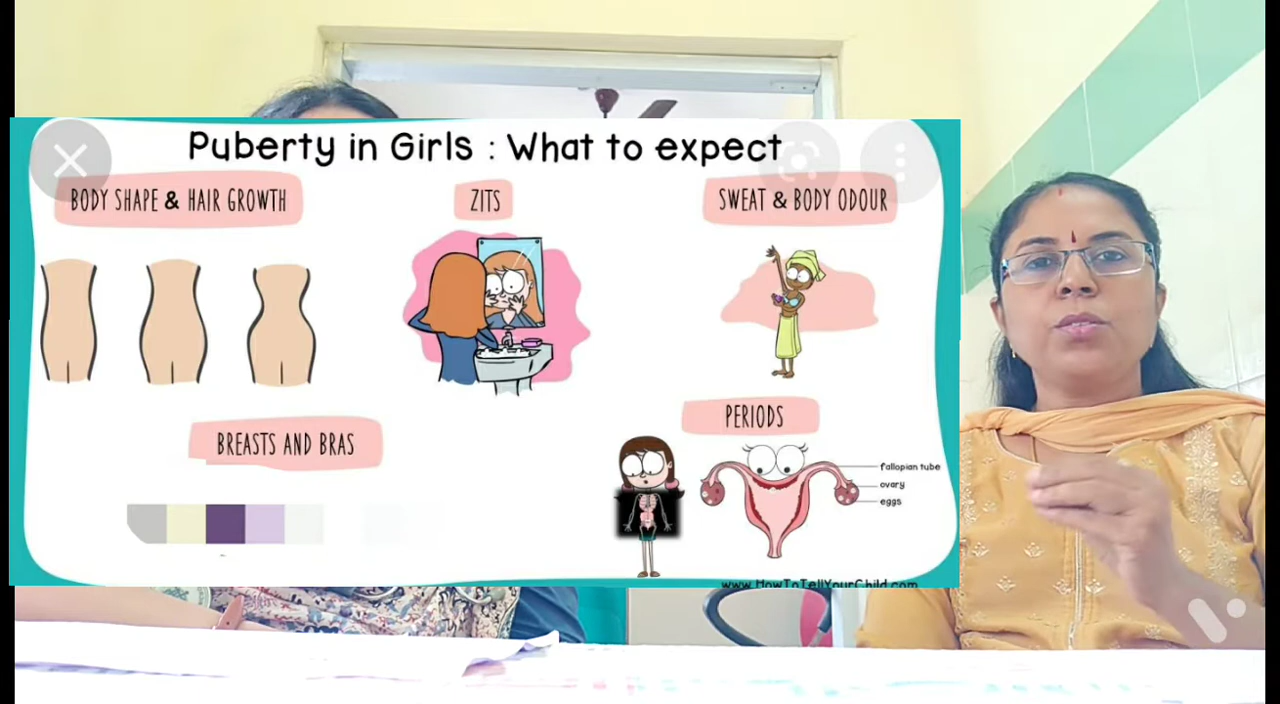 Puberty in Girls : What to expect
BODY SHAPE & HAIR GROWTH
ZITS
SWEAT & BODY ODOUR
BREASTS AND BRAS
PERIODS
fallopian tube
ovary
eggs
www.HowToTellYourChild.com